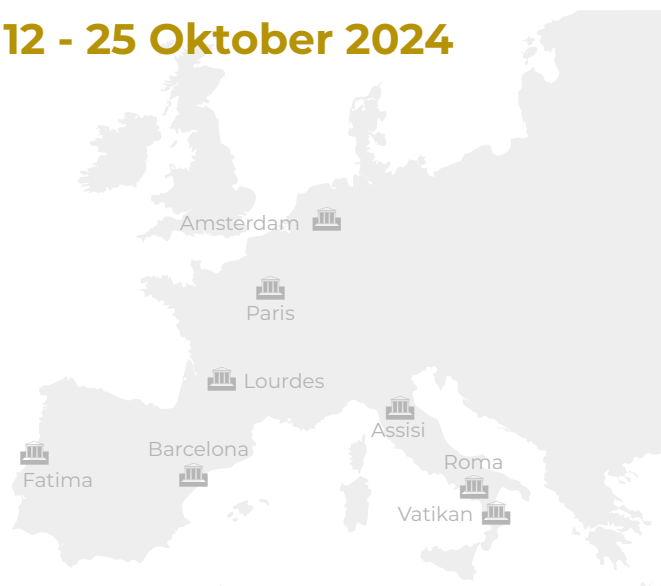 12 - 25 Oktober 2024
Amsterdam
Paris
Lourdes
Assisi
Barcelona
Roma
Fatima
Vatikan